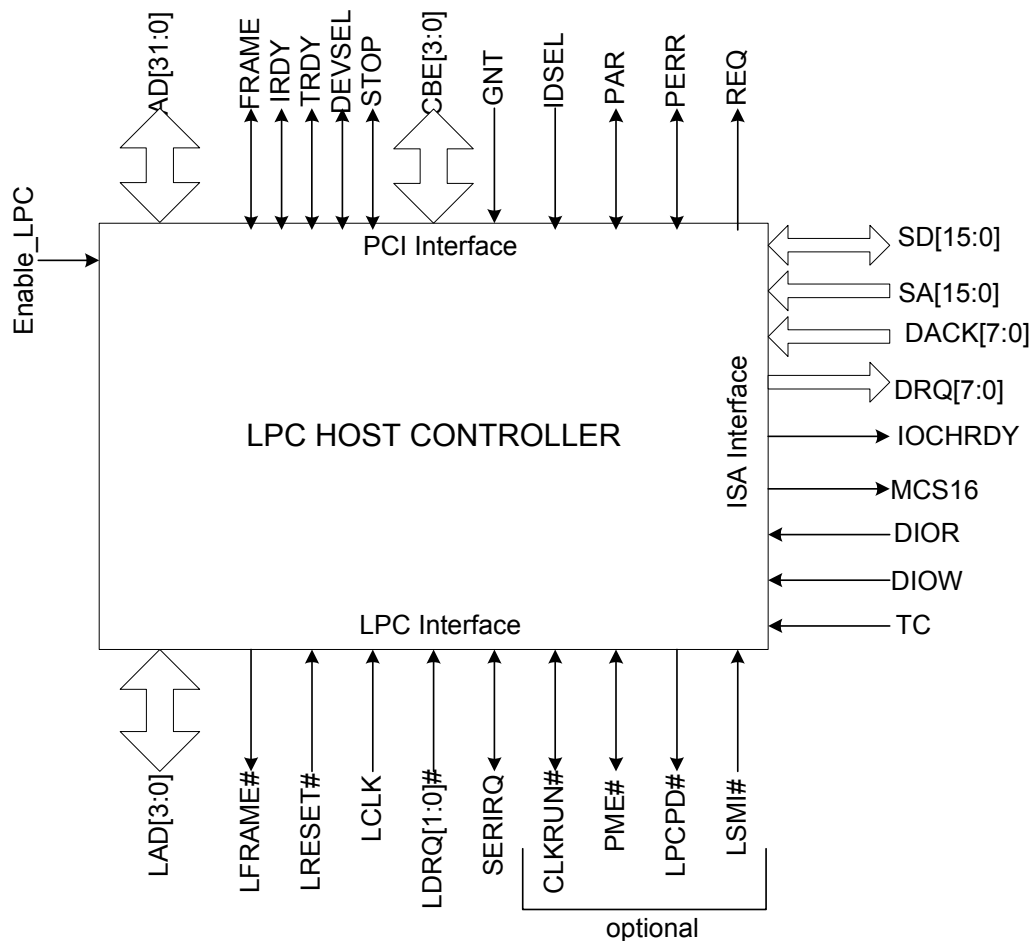 AD[31:0]
FRAME
IRDY
TRDY
DEVSEL
STOP
CBE[3:0]
GNT
IDSEL
PAR
PERR
REQ
Enable_LPC
PCI Interface
SD[15:0]
SA[15:0]
DACK[7:0]
DRQ[7:0]
IOCHRDY
MCS16
DIOR
DIOW
TC
ISA Interface
LPC HOST CONTROLLER
LPC Interface
LAD[3:0]
LFRAME#
LRESET#
LCLK
LDRQ[1:0]#
SERIRQ
CLKRUN#
PME#
LPCPD#
LSMI#
optional